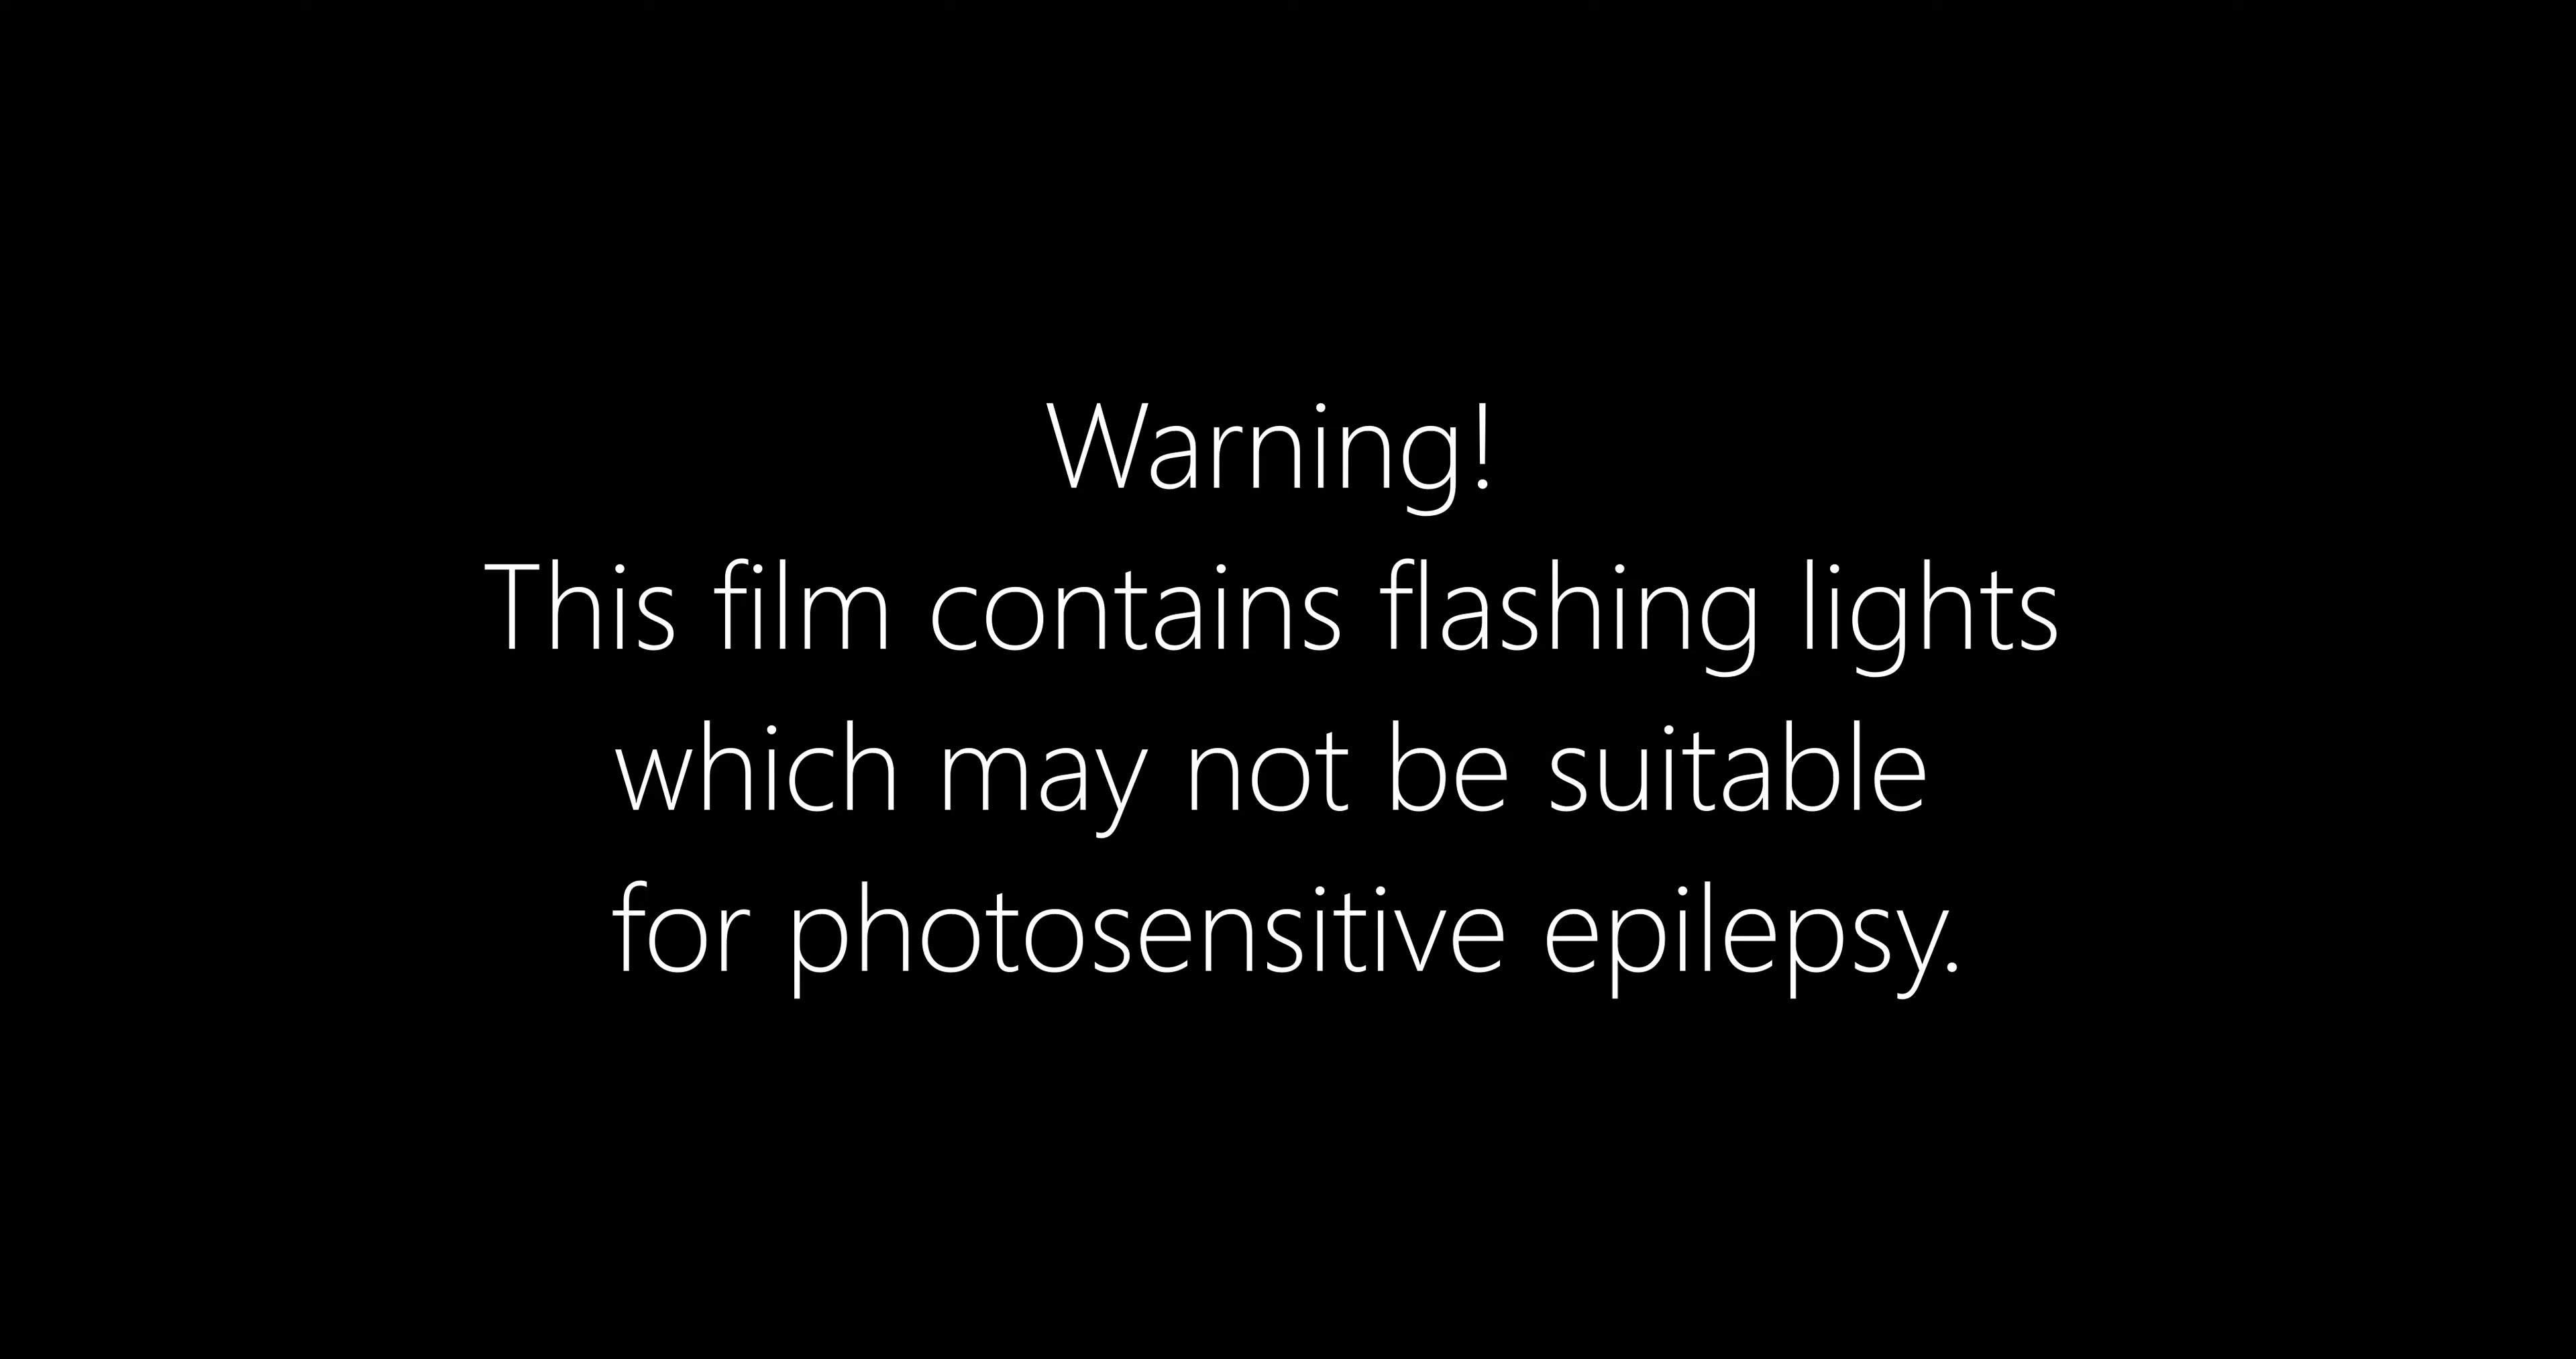 Warning!
This film contains flashing lights
which may not be suitable
for photosensitive epilepsy.